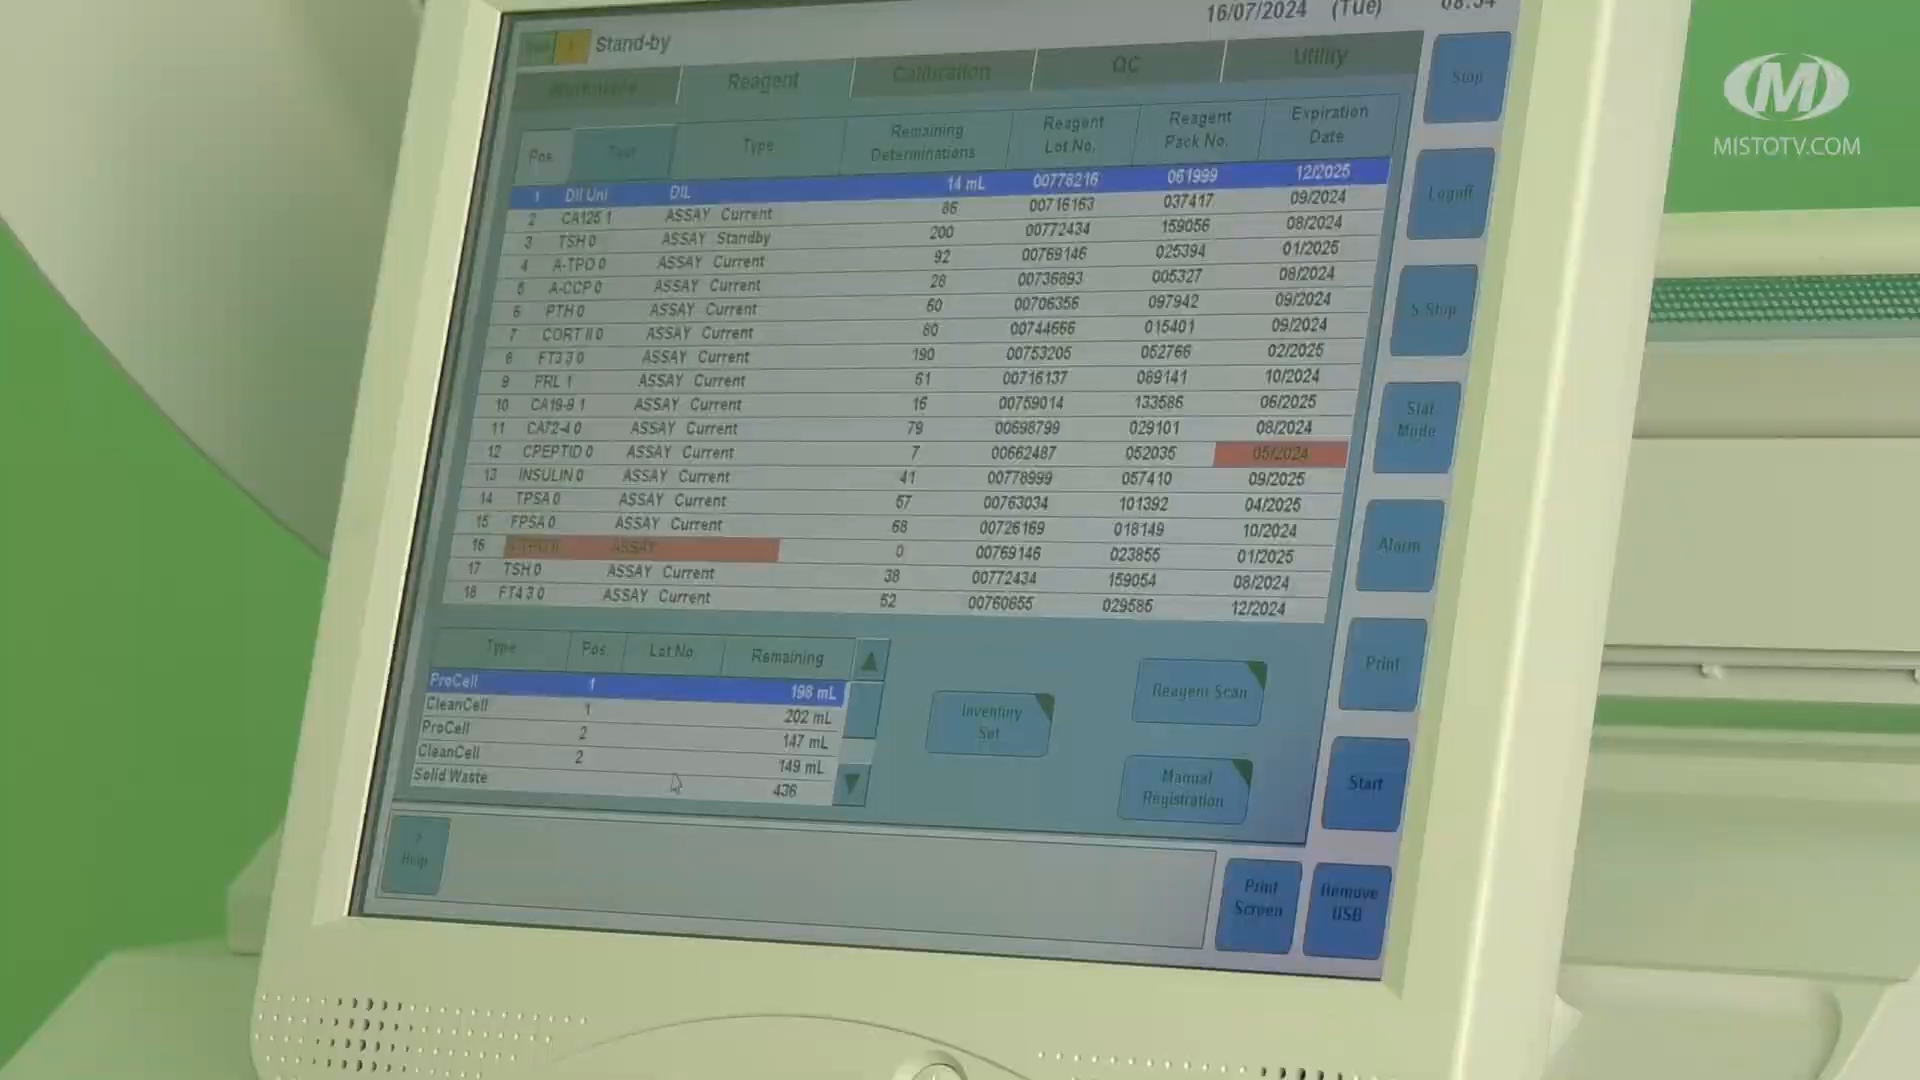 16/07/2024 (Tue) 08:34
Stand-by
Workplace Reagent Calibration QC Utility
Pos. Test Type Remaining Determinations Reagent Lot No. Reagent Pack No. Expiration Date
1 Dil Uni DIL 14 mL 00778216 061999 12/2025
2 CA125 1 ASSAY Current 86 00716163 037417 09/2024
3 TSH 0 ASSAY Standby 200 00772434 159056 08/2024
4 A-TPO 0 ASSAY Current 92 00769146 025394 01/2025
5 A-CCP 0 ASSAY Current 28 00736893 005327 08/2024
6 PTH 0 ASSAY Current 60 00706356 097942 09/2024
7 CORT II 0 ASSAY Current 80 00744666 015401 09/2024
8 FT3 3 0 ASSAY Current 190 00753205 052766 02/2025
9 PRL 1 ASSAY Current 61 00716137 089141 10/2024
10 CA19-9 1 ASSAY Current 16 00759014 133586 06/2025
11 CA72-4 0 ASSAY Current 79 00698799 029101 08/2024
12 CPEPTID 0 ASSAY Current 7 00662487 052035 05/2024
13 INSULIN 0 ASSAY Current 41 00778999 057410 09/2025
14 TPSA 0 ASSAY Current 57 00763034 101392 04/2025
15 FPSA 0 ASSAY Current 68 00726169 018149 10/2024
16 ASSAY 0 00769146 023855 01/2025
17 TSH 0 ASSAY Current 38 00772434 159054 08/2024
18 FT4 3 0 ASSAY Current 52 00760855 029585 12/2024
Type Pos. Lot No. Remaining
ProCell 1 198 mL
CleanCell 1 202 mL
ProCell 2 147 mL
CleanCell 2 149 mL
Solid Waste 436
Inventory Set
Reagent Scan
Manual Registration
? Help
Stop
Logoff
S.Stop
Stat Mode
Alarm
Print
Start
Print Screen
Remove USB
M
MISTOTV.COM